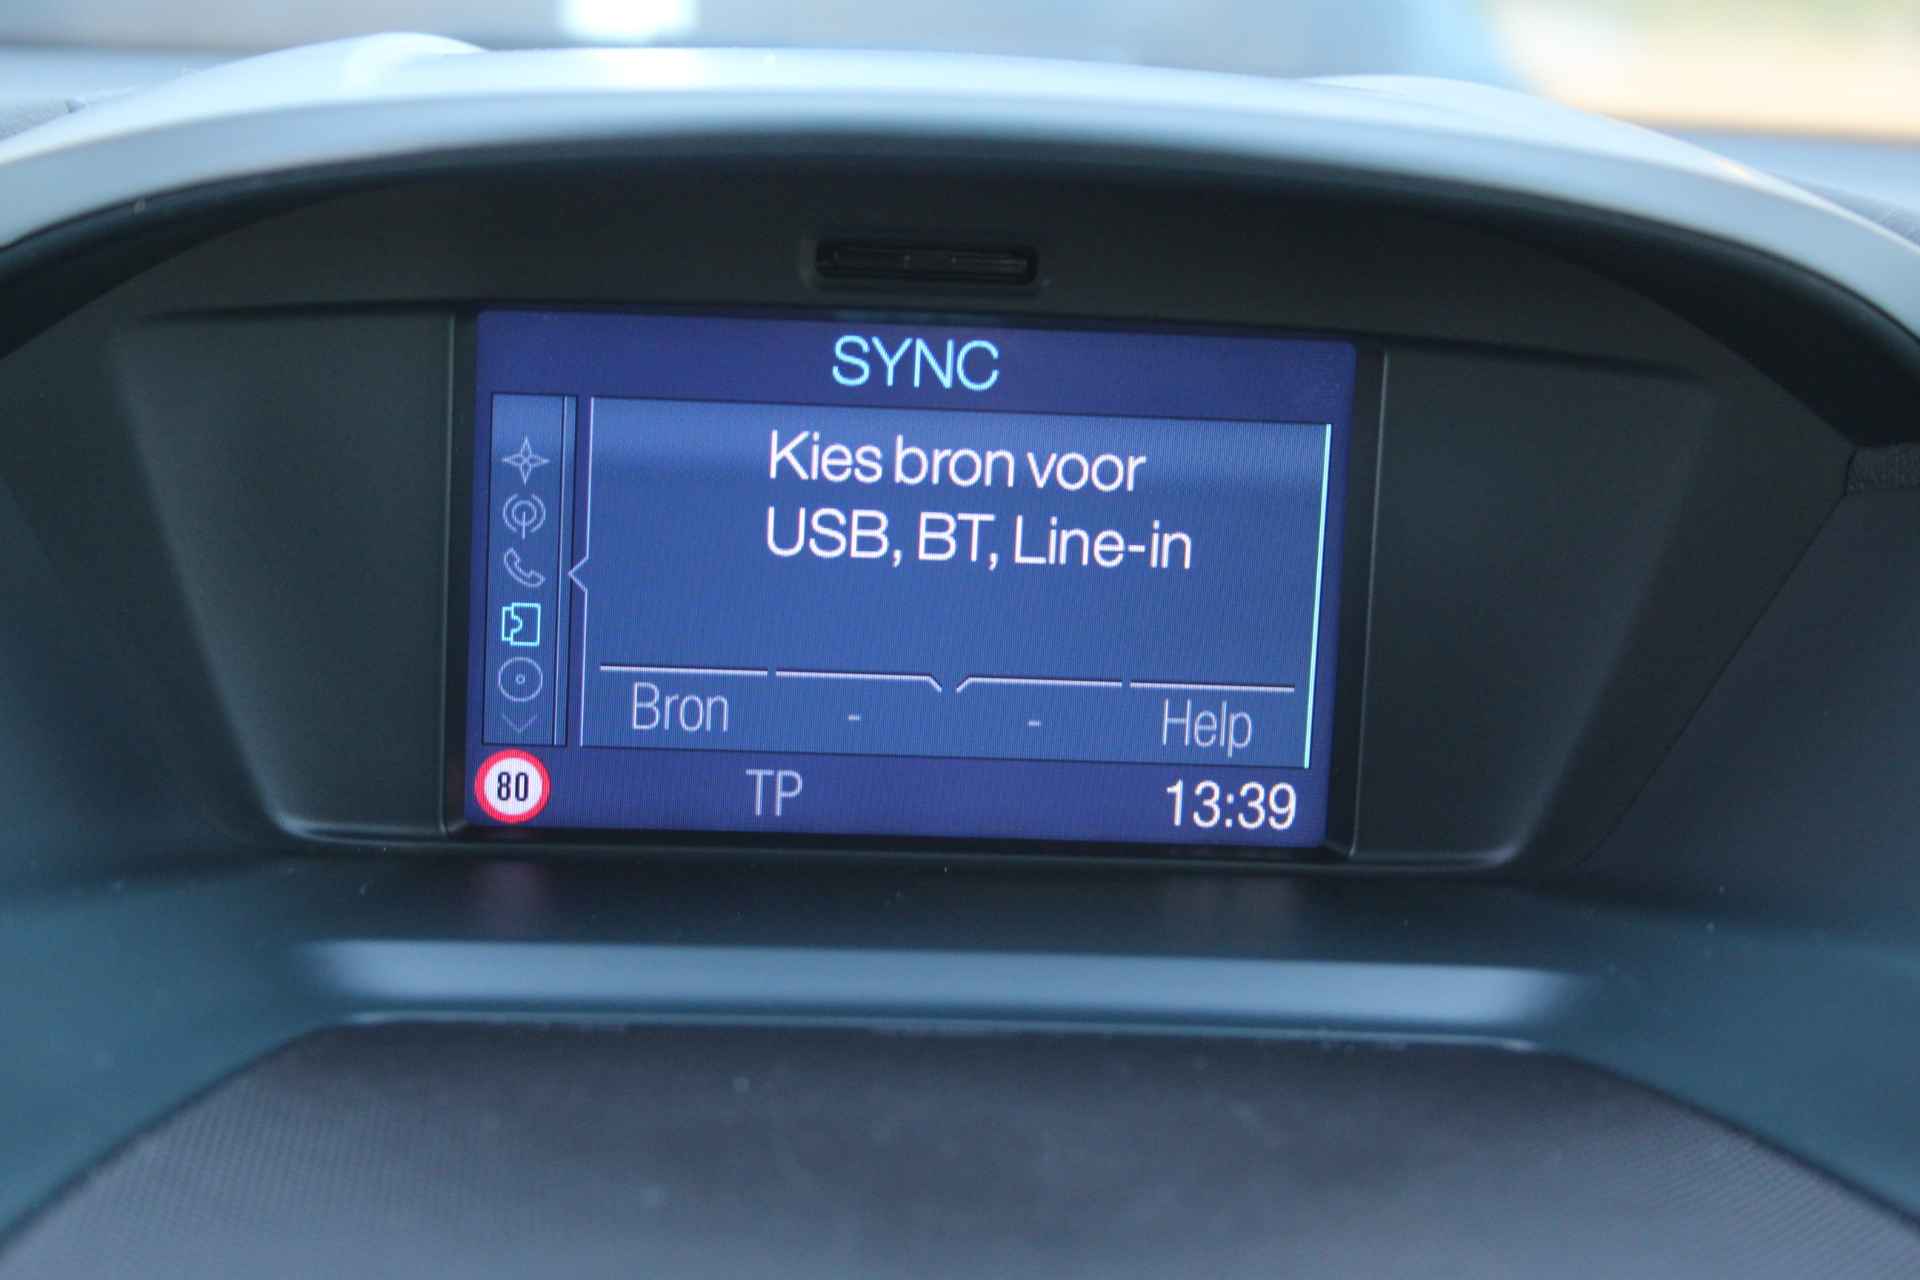 SYNC
Kies bron voor
USB, BT, Line-in
Bron - - Help
80 TP 13:39